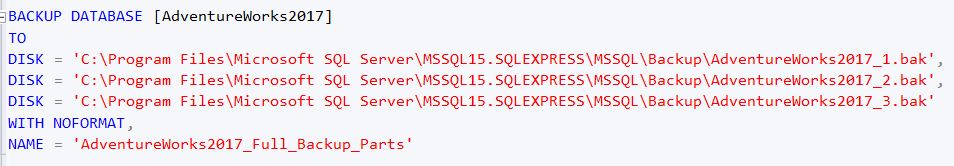 BACKUP DATABASE [AdventureWorks2017]
TO
DISK = 'C:\Program Files\Microsoft SQL Server\MSSQL15.SQLEXPRESS\MSSQL\Backup\AdventureWorks2017_1.bak',
DISK = 'C:\Program Files\Microsoft SQL Server\MSSQL15.SQLEXPRESS\MSSQL\Backup\AdventureWorks2017_2.bak',
DISK = 'C:\Program Files\Microsoft SQL Server\MSSQL15.SQLEXPRESS\MSSQL\Backup\AdventureWorks2017_3.bak'
WITH NOFORMAT,
NAME = 'AdventureWorks2017_Full_Backup_Parts'